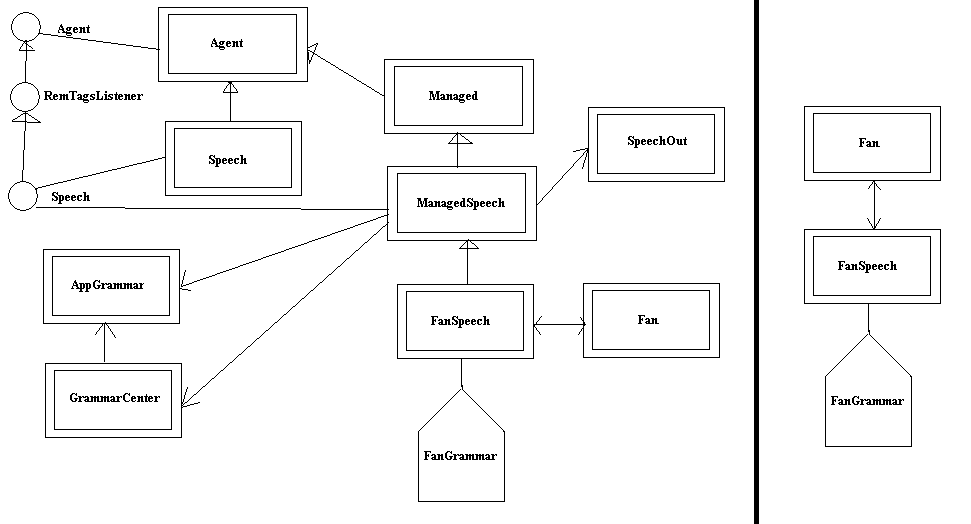 Agent
Agent
Managed
RemTagsListener
Speech
SpeechOut
Fan
Speech
ManagedSpeech
AppGrammar
FanSpeech
Fan
FanSpeech
GrammarCenter
FanGrammar
FanGrammar